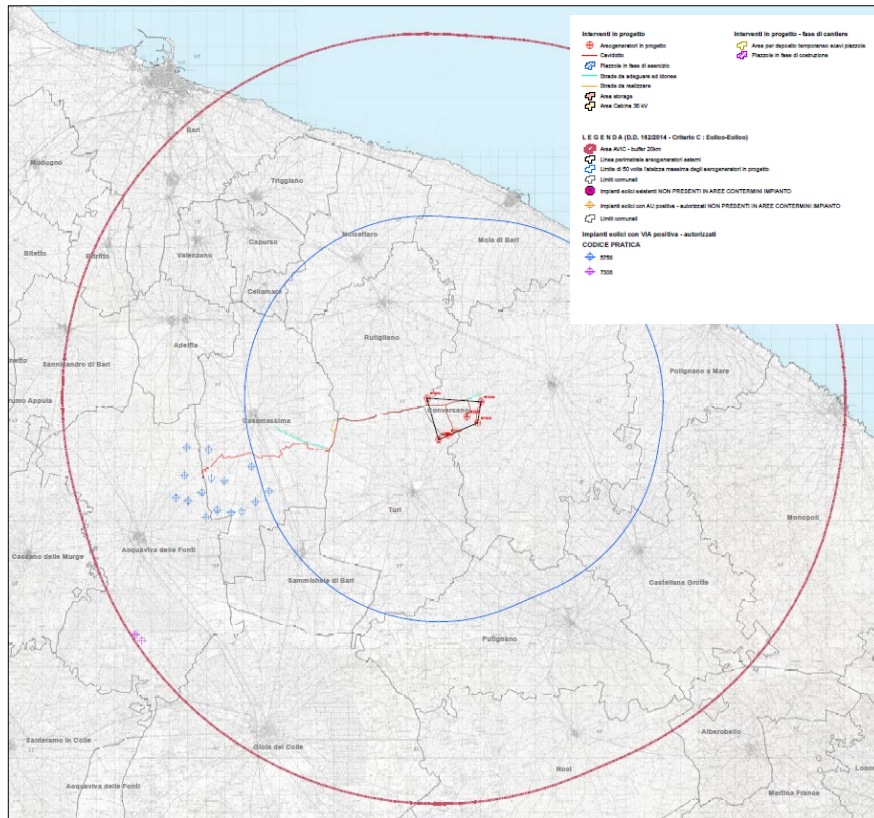 Interventi in progetto
Aerogeneratori in progetto
Cavidotto
Piazzole in fase di esercizio
Strade da adeguare ed idonee
Strade da realizzare
Area storage
Area Cabina 36 kV
Interventi in progetto - fase di cantiere
Area per deposito temporaneo scavi piazzole
Piazzole in fase di costruzione
L E G E N D A (D.D. 162/2014 - Criterio C : Eolico-Eolico)
Area AVIC - buffer 20km
Linea perimetrale aerogeneratori esterni
Limite di 50 volte l'altezza massima degli aerogeneratori in progetto
Limiti comunali
Impianti eolici esistenti NON PRESENTI IN AREE CONTERMINI IMPIANTO
Impianti eolici con AU positiva - autorizzati NON PRESENTI IN AREE CONTERMINI IMPIANTO
Limiti comunali
Impianti eolici con VIA positiva - autorizzati
CODICE PRATICA
5756
Bari
Modugno
Triggiano
Bitetto
Bitritto
Valenzano
Capurso
Noicattaro
Mola di Bari
Cellamare
Adelfia
Rutigliano
Sannicandro di Bari
Polignano a Mare
Casamassima
Conversano
Turi
Monopoli
Cassano delle Murge
Acquaviva delle Fonti
Sammichele di Bari
Castellana Grotte
Putignano
Santeramo in Colle
Gioia del Colle
Alberobello
Noci
Acquaviva delle Fonti
Martina Franca